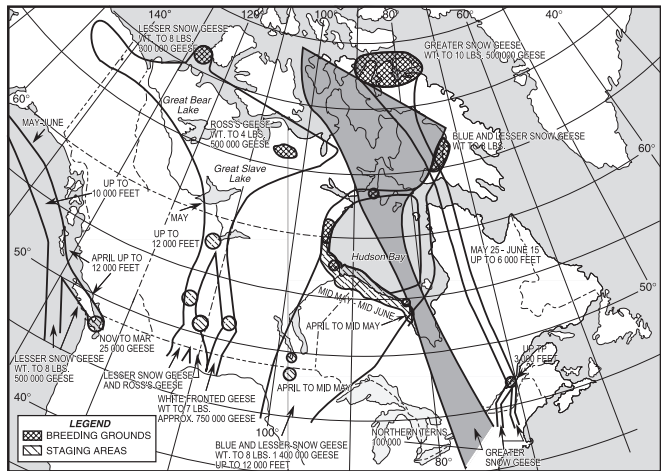 140°
120°
100°
80°
60°
40°
LESSER SNOW GEESE
WT. TO 8 LBS.
300 000 GEESE
GREATER SNOW GEESE
WT. TO 10 LBS. 500 000 GEESE
60°
Great Bear
Lake
MAY-JUNE
ROSS'S GEESE
WT. TO 4 LBS.
500 000 GEESE
BLUE AND LESSER SNOW GEESE
WT TO 8 LBS.
60°
Great Slave
Lake
UP TO
10 000 FEET
MAY
UP TO
12 000 FEET
50°
APRIL UP TO
12 000 FEET
Hudson Bay
MAY 25 - JUNE 15
UP TO 6 000 FEET
50°
MID MAY - MID JUNE
APRIL TO MID MAY
NOV TO MAR
25 000 GEESE
UP TP
3 000 FEET
LESSER SNOW GEESE
WT. TO 8 LBS.
500 000 GEESE
LESSER SNOW GEESE
AND ROSS'S GEESE
APRIL TO MID MAY
40°
WHITE FRONTED GEESE
WT TO 7 LBS.
APPROX. 750 000 GEESE
LEGEND
BREEDING GROUNDS
STAGING AREAS
100°
NORTHERN TERNS
100 000
BLUE AND LESSER SNOW GEESE
WT. TO 8 LBS. 1 400 000 GEESE
UP TO 12 000 FEET
80°
GREATER
SNOW GEESE